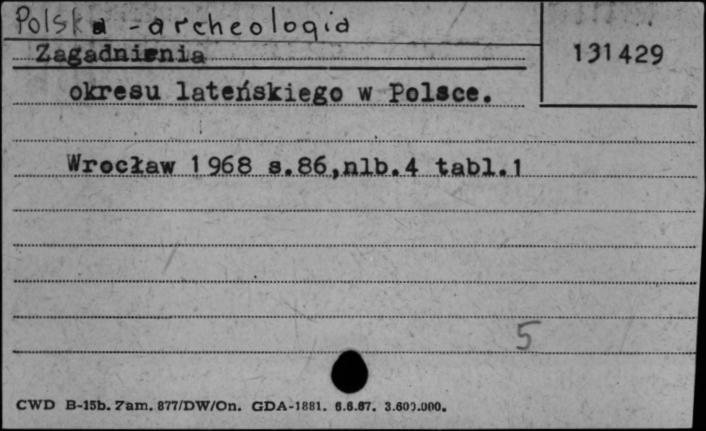 Polska - archeologia
131429
Zagadnienia
okresu lateńskiego w Polsce.
Wrocław 1968 s.86,nlb.4 tabl.1
5
CWD B-15b. Zam. 877/DW/On. GDA-1881. 6.6.67. 3.600.000.